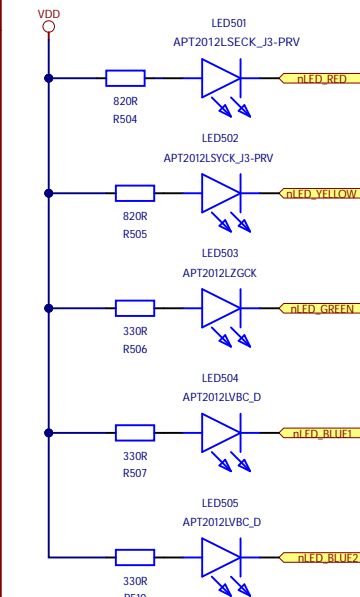 VDD
LED501
APT2012LSECK_J3-PRV
820R
R504
nLED_RED
LED502
APT2012LSYCK_J3-PRV
820R
R505
nLED_YELLOW
LED503
APT2012LZGCK
330R
R506
nLED_GREEN
LED504
APT2012LVBC_D
330R
R507
nLED_BLUE1
LED505
APT2012LVBC_D
330R
nLED_BLUE2